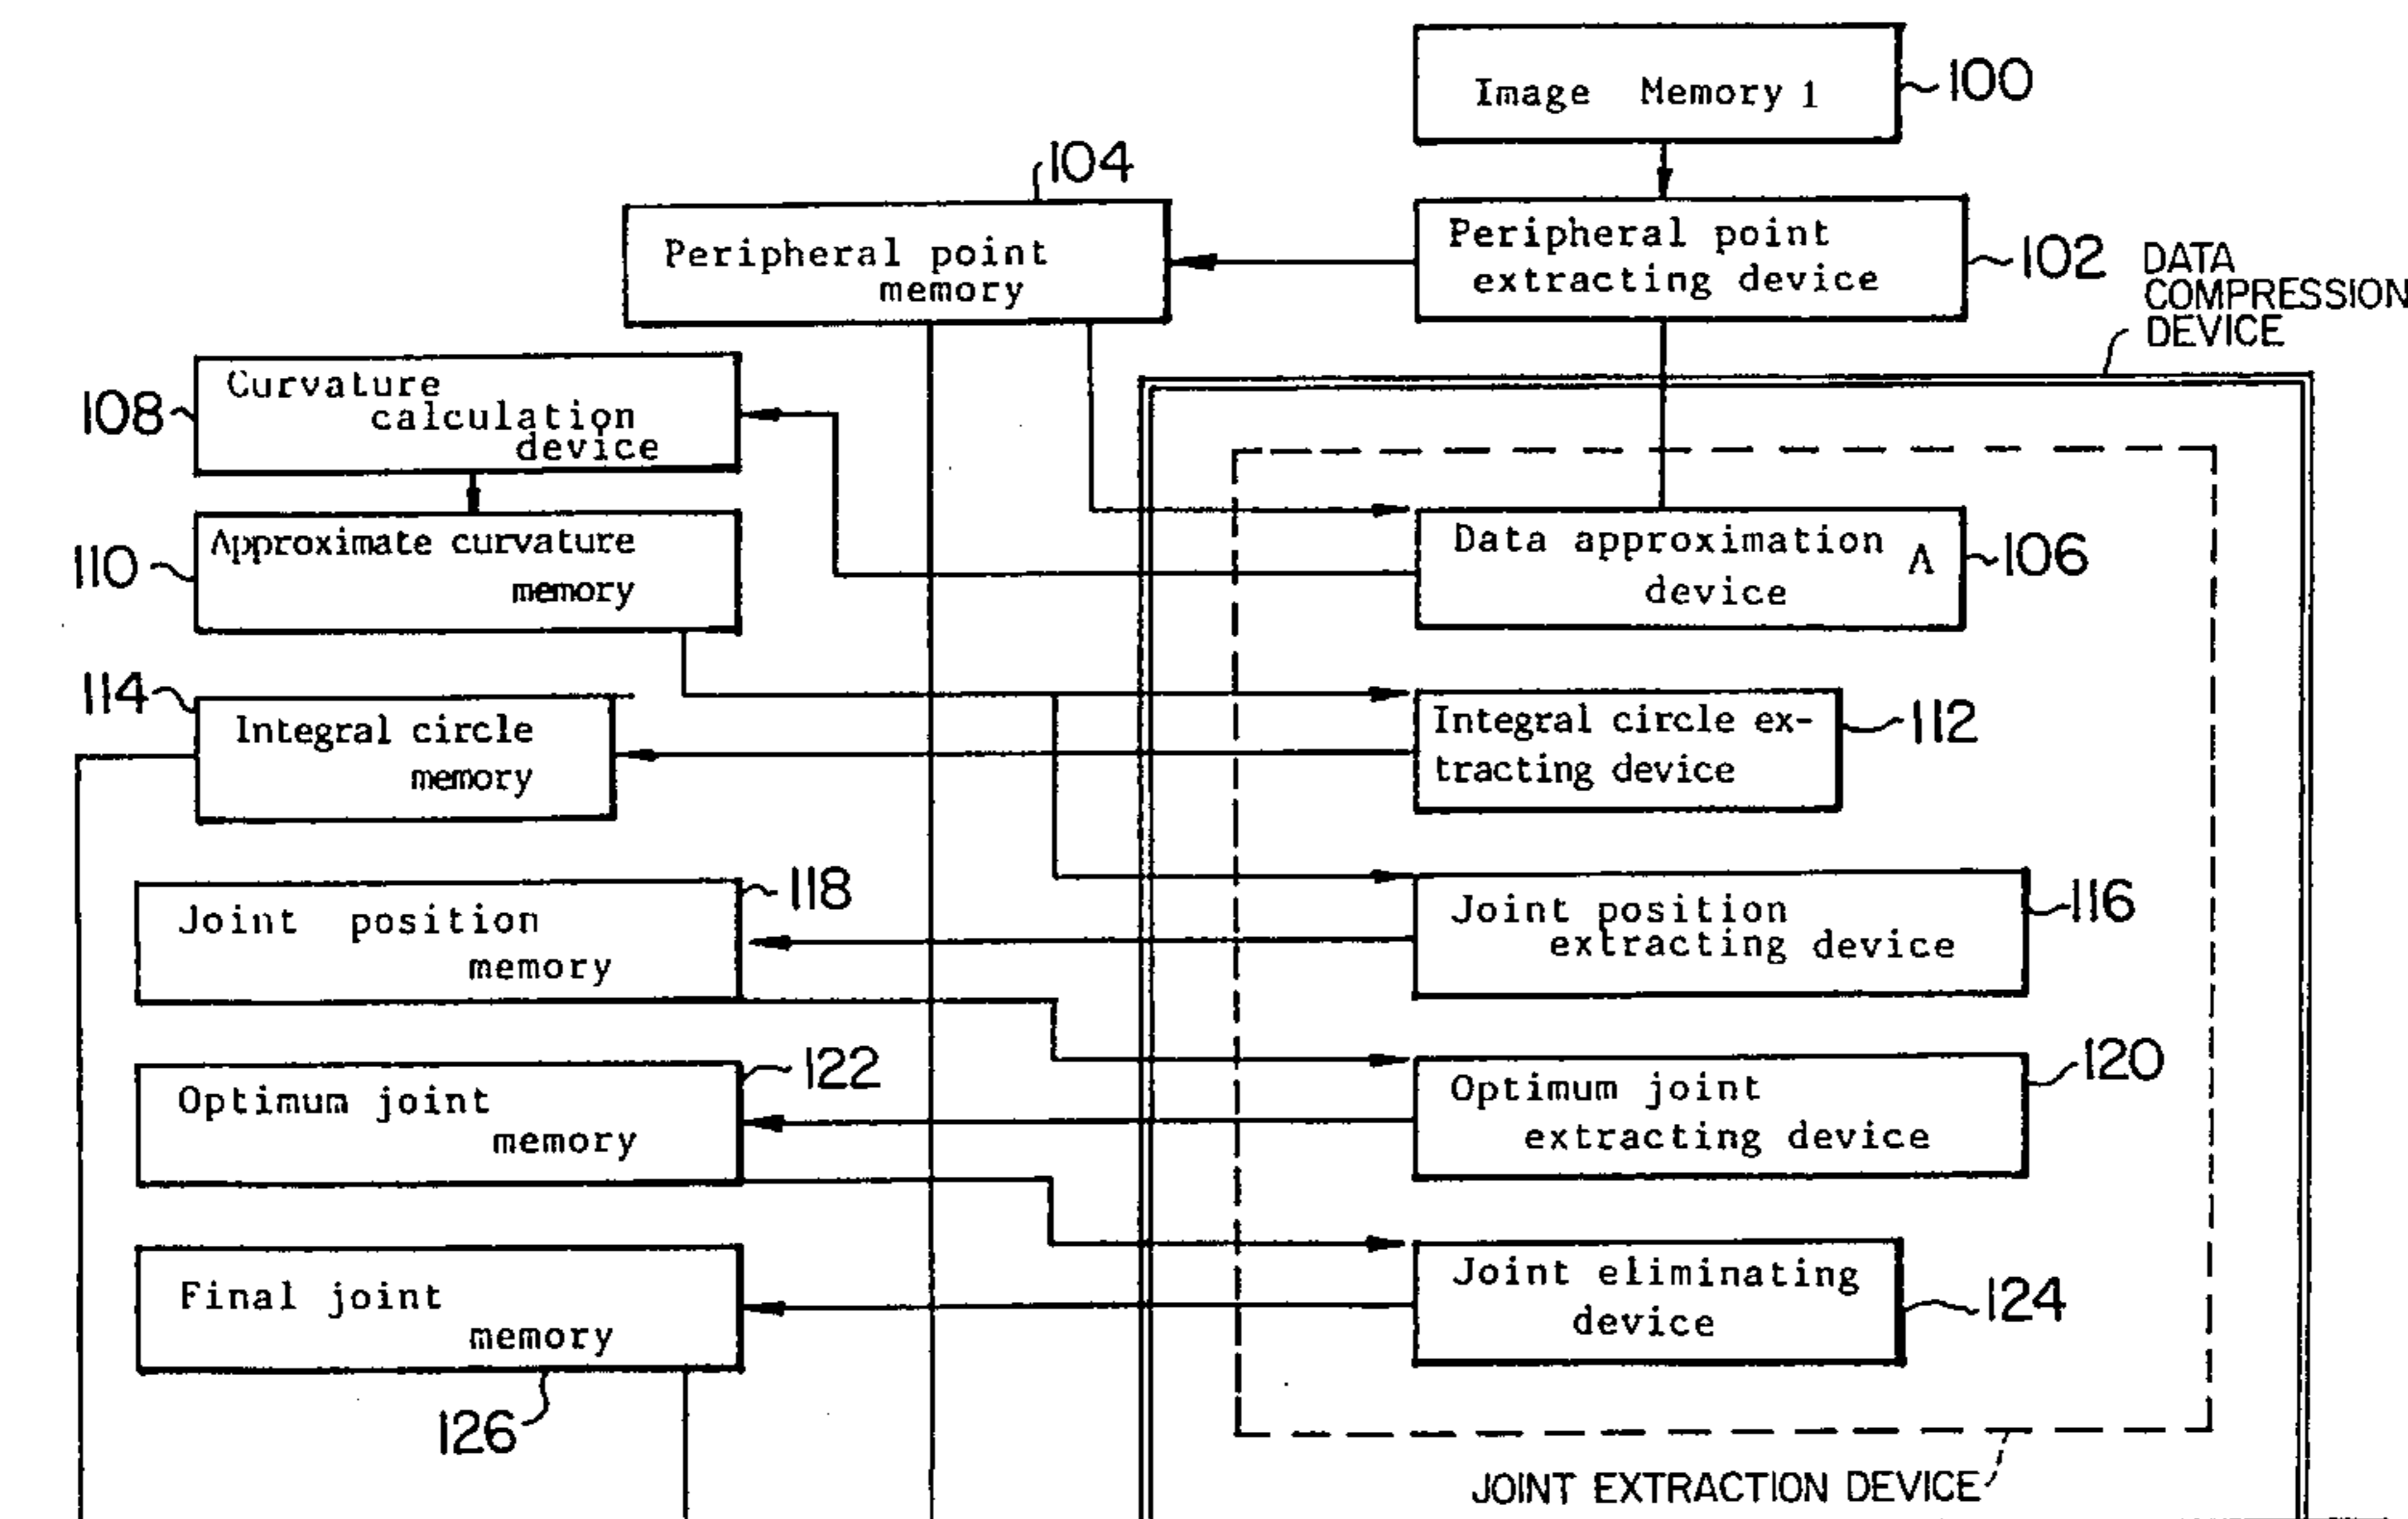 Image Memory 1
100
104
Peripheral point
memory
Peripheral point
extracting device
102
DATA
COMPRESSION
DEVICE
108
Curvature
calculation
device
110
Approximate curvature
memory
Data approximation A
device
106
114
Integral circle
memory
Integral circle ex-
tracting device
112
118
Joint position
memory
Joint position
extracting device
116
122
Optimum joint
memory
Optimum joint
extracting device
120
Final joint
memory
126
Joint eliminating
device
124
JOINT EXTRACTION DEVICE